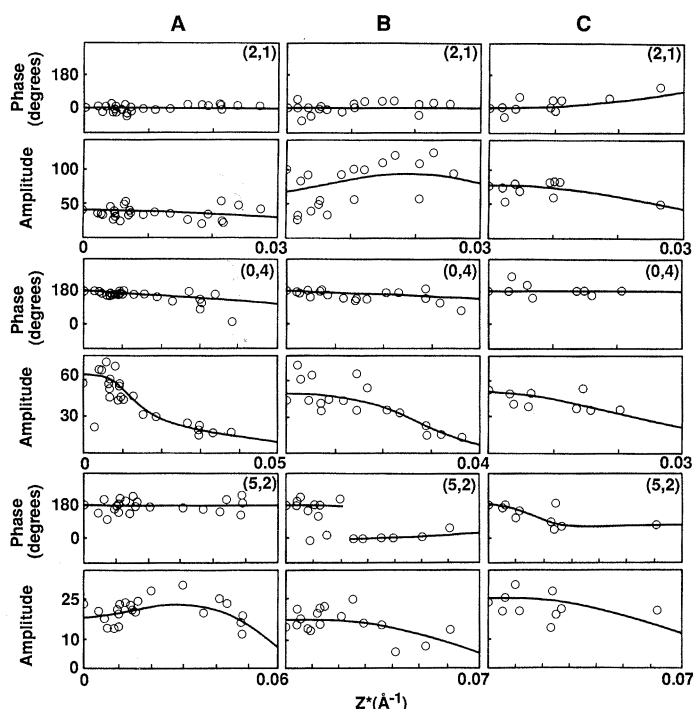 A B C
Phase (degrees) 180 0 (2,1) (2,1) (2,1)
Amplitude 100 50
0 0.03 0.03 0.03
Phase (degrees) 180 0 (0,4) (0,4) (0,4)
Amplitude 60 30
0 0.05 0.04 0.03
Phase (degrees) 180 0 (5,2) (5,2) (5,2)
Amplitude 25 10 0
0 0.06 6 0.07 0 0.07
Z*(Å-1)